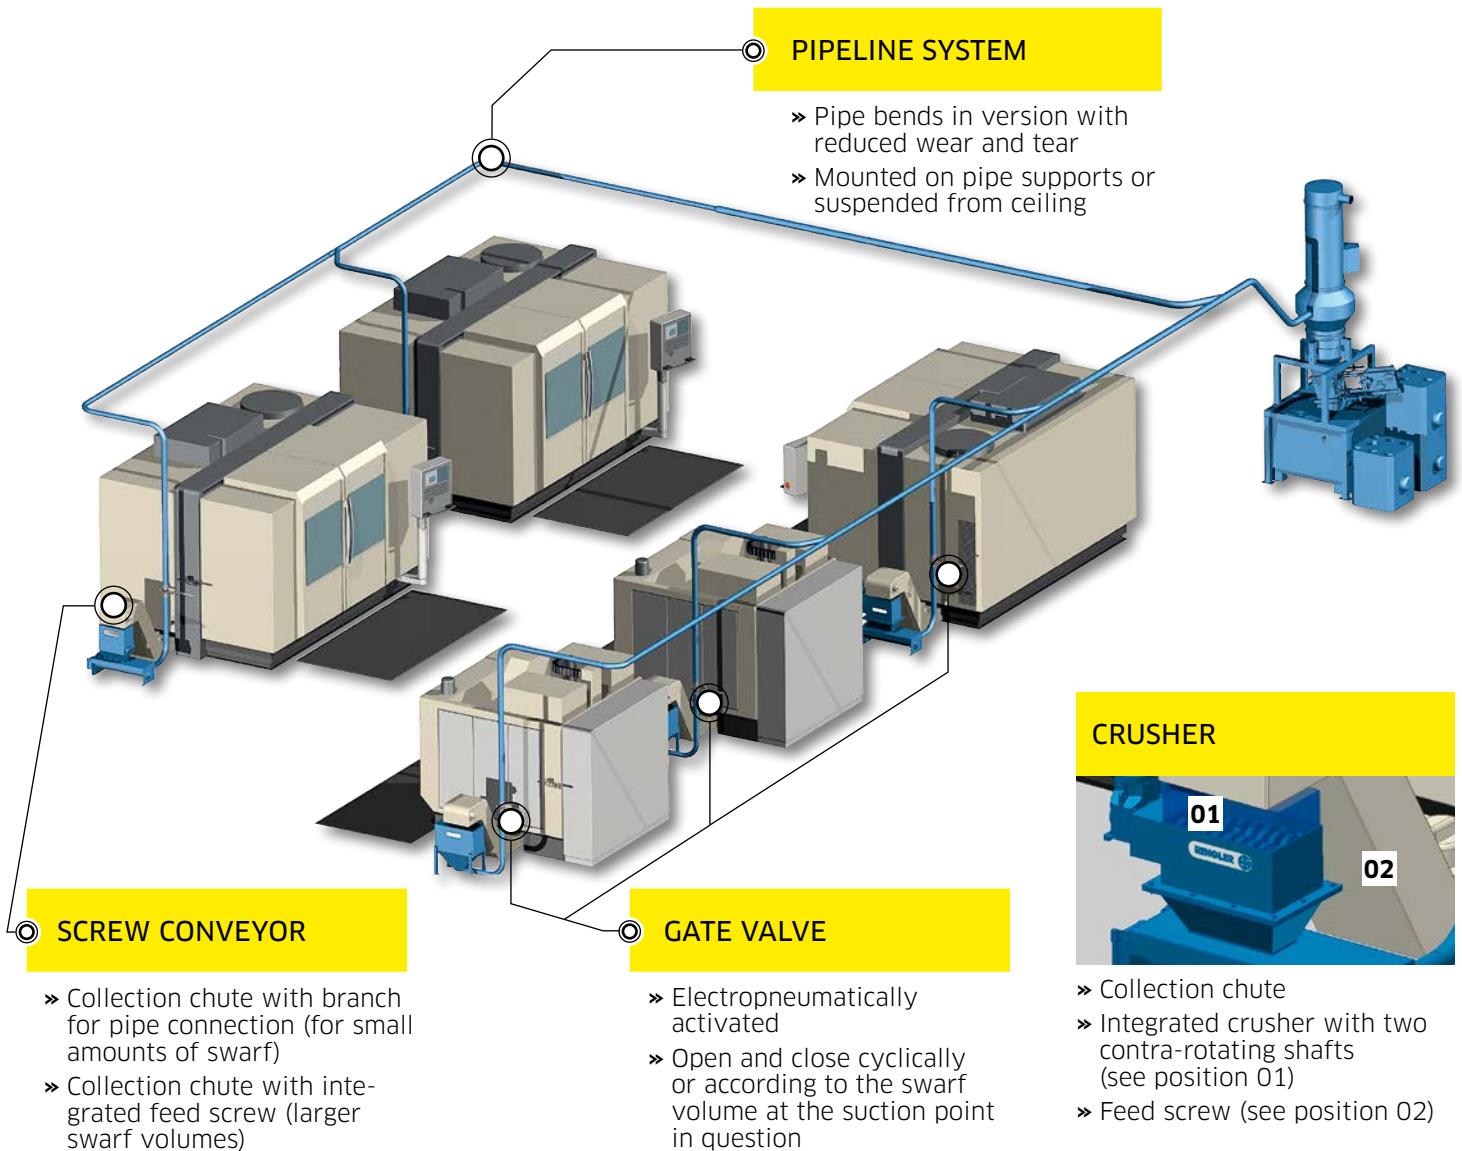 PIPELINE SYSTEM
» Pipe bends in version with
reduced wear and tear
» Mounted on pipe supports or
suspended from ceiling
SCREW CONVEYOR
» Collection chute with branch
for pipe connection (for small
amounts of swarf)
» Collection chute with inte-
grated feed screw (larger
swarf volumes)
GATE VALVE
» Electropneumatically
activated
» Open and close cyclically
or according to the swarf
volume at the suction point
in question
CRUSHER
01
RINGLER
02
» Collection chute
» Integrated crusher with two
contra-rotating shafts
(see position 01)
» Feed screw (see position 02)